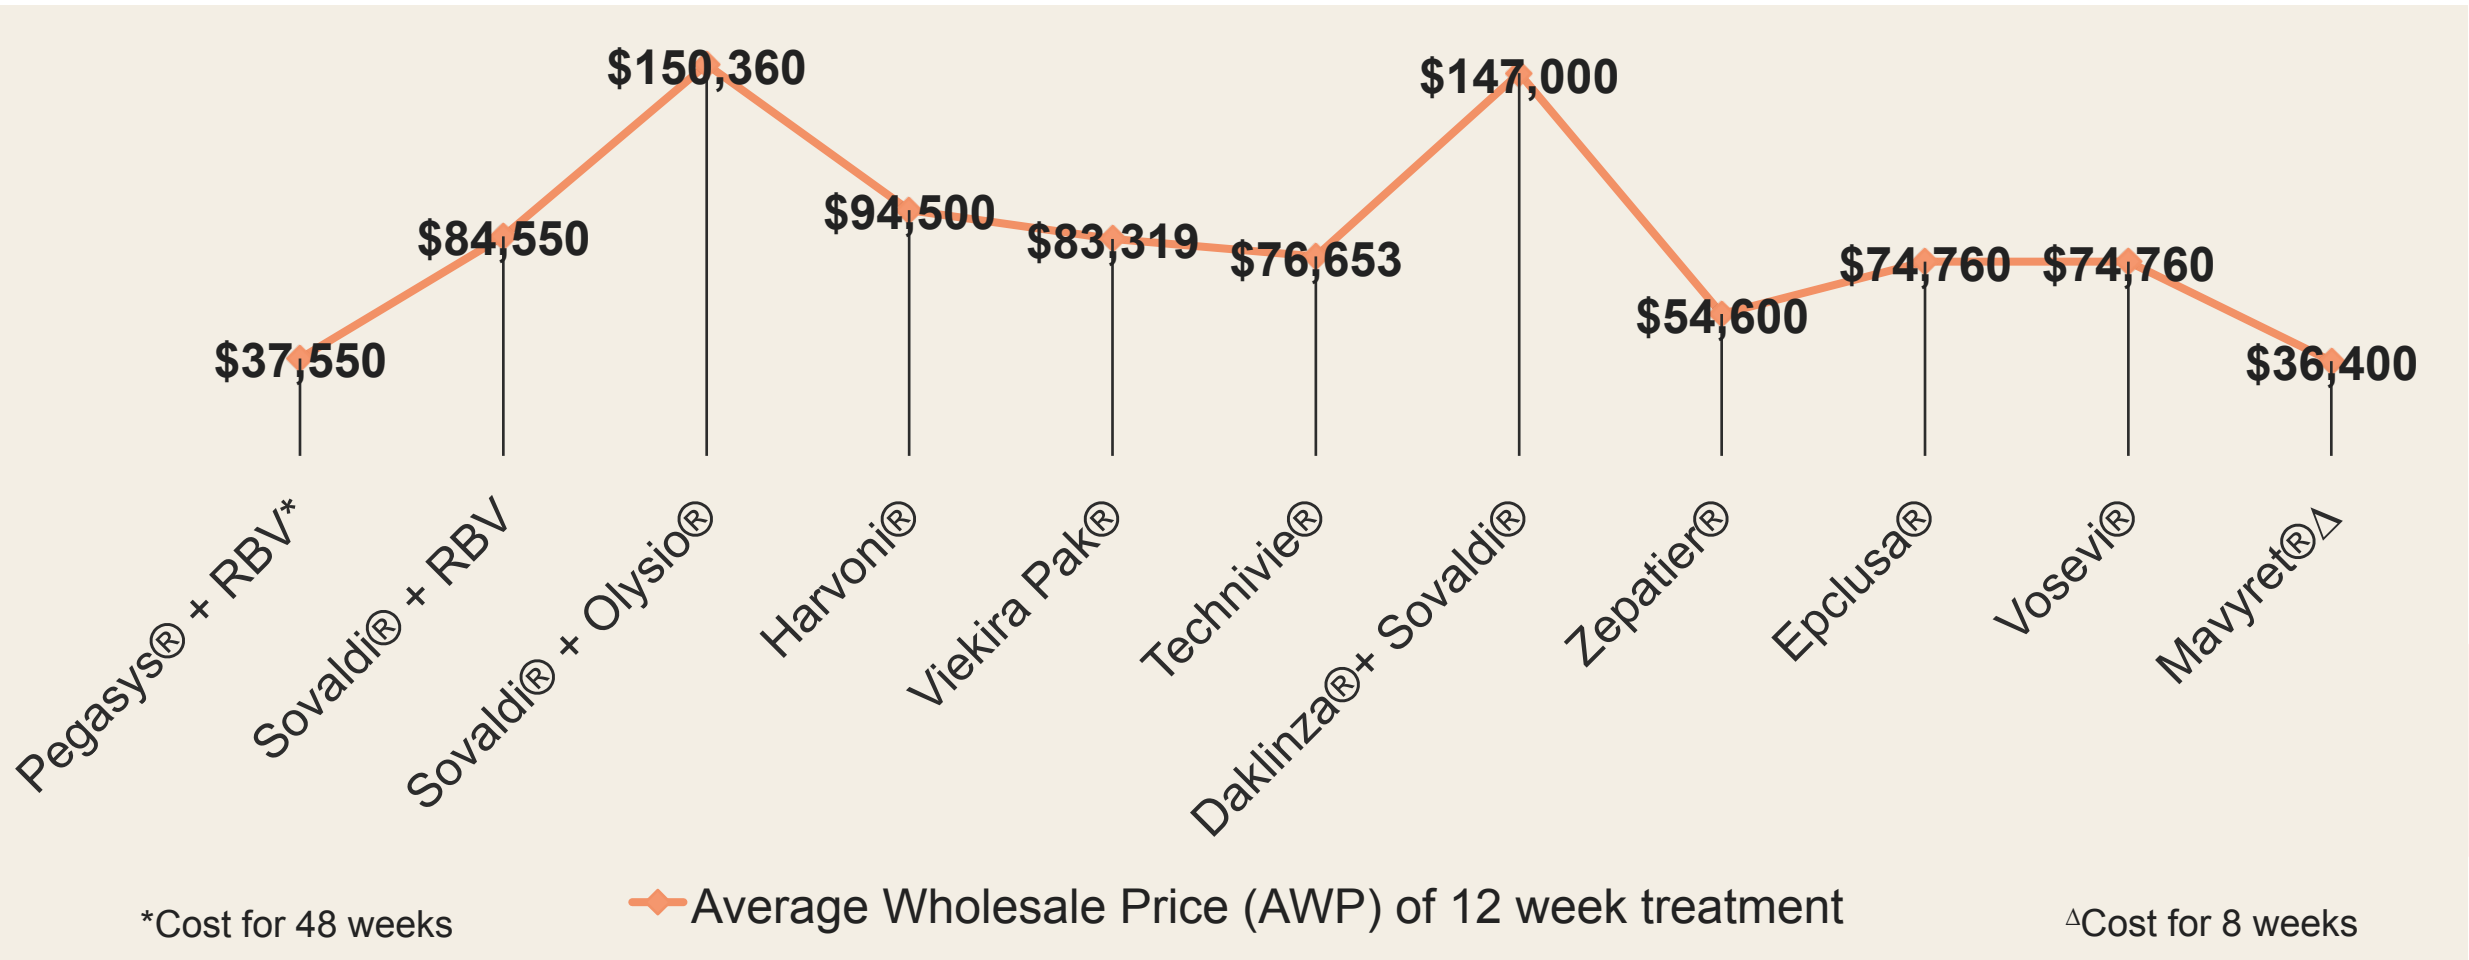 $37,550
$84,550
$150,360
$94,500
$83,319
$76,653
$147,000
$54,600
$74,760
$74,760
$36,400
Pegasys® + RBV*
Sovaldi® + RBV
Sovaldi® + Olysio®
Harvoni®
Viekira Pak®
Technivie®
Daklinza®+ Sovaldi®
Zepatier®
Epclusa®
Vosevi®
Mavyret®Δ
*Cost for 48 weeks
Average Wholesale Price (AWP) of 12 week treatment
ΔCost for 8 weeks